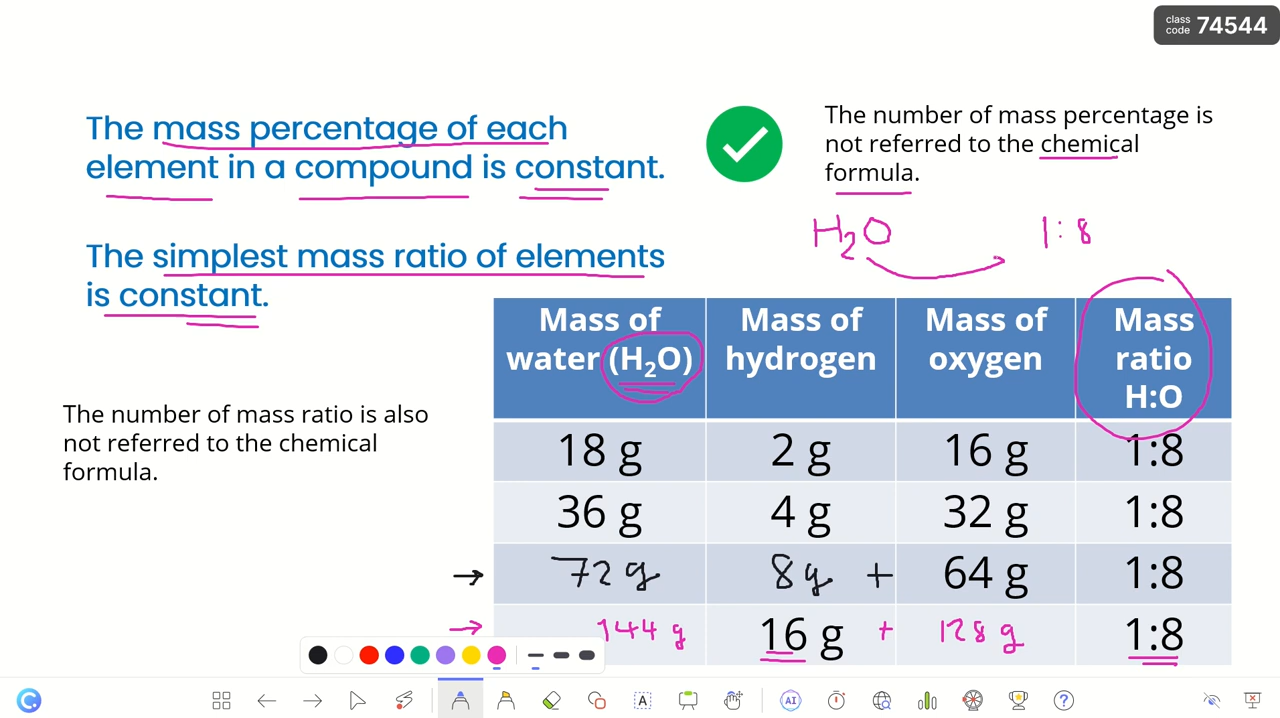 class code 74544
The mass percentage of each
element in a compound is constant.
The number of mass percentage is
not referred to the chemical
formula.
H2O 1:8
The simplest mass ratio of elements
is constant.
The number of mass ratio is also
not referred to the chemical
formula.
Mass of water (H₂O) Mass of hydrogen Mass of oxygen Mass ratio H:O
18 g 2 g 16 g 1:8
36 g 4 g 32 g 1:8
→ 72 g 8 g + 64 g 1:8
→ 144 g 16 g + 128 g 1:8
A AI ?